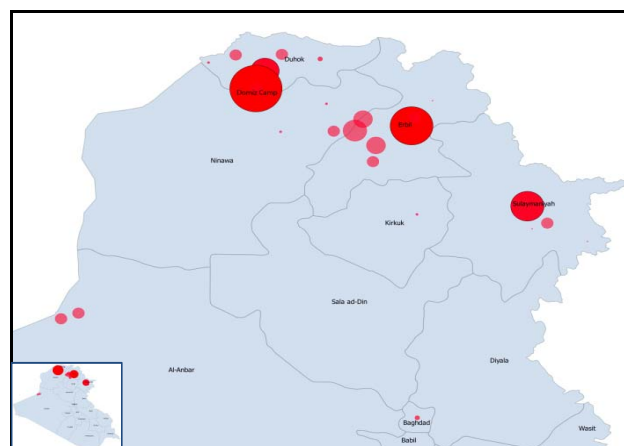 Duhok
Domiz Camp
Erbil
Ninawa
Sulaymaniyah
Kirkuk
Sala ad-Din
Al-Anbar
Diyala
Baghdad
Wasit
Babil